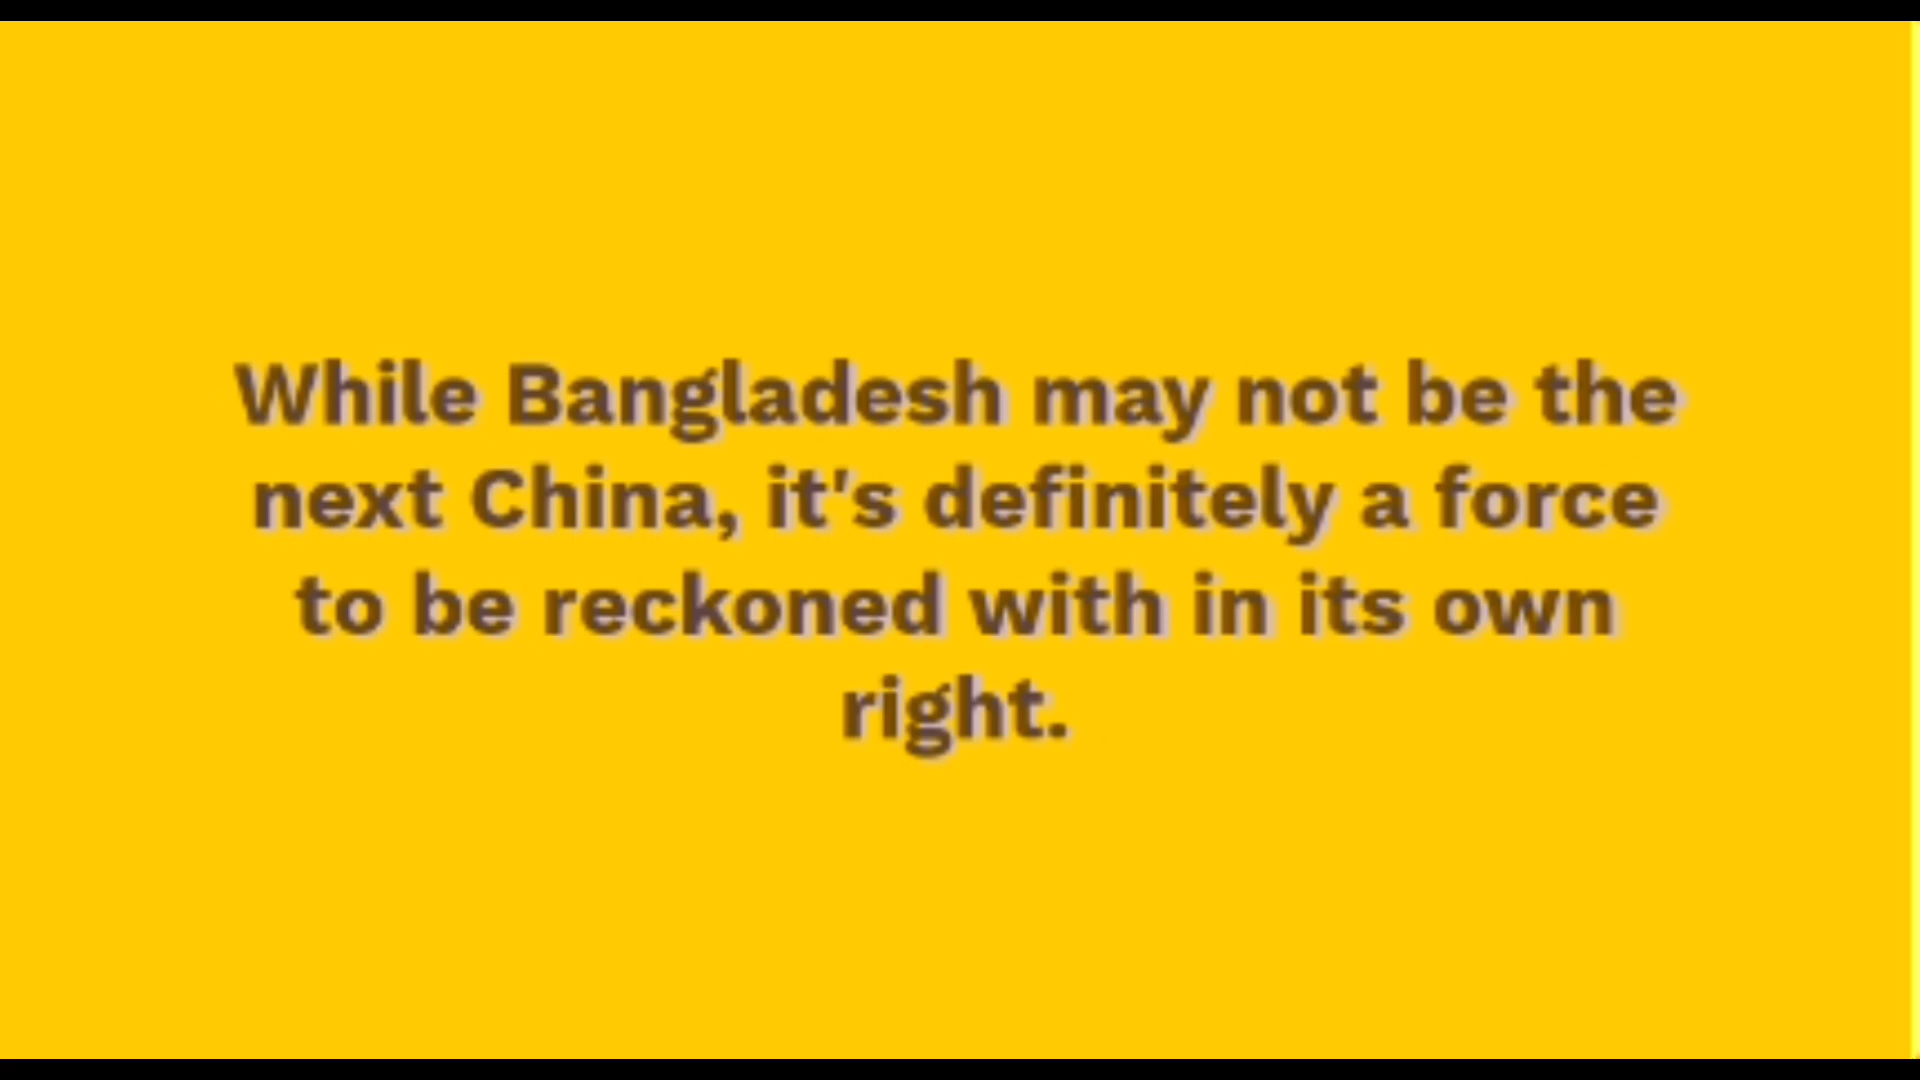 While Bangladesh may not be the
next China, it's definitely a force
to be reckoned with in its own
right.